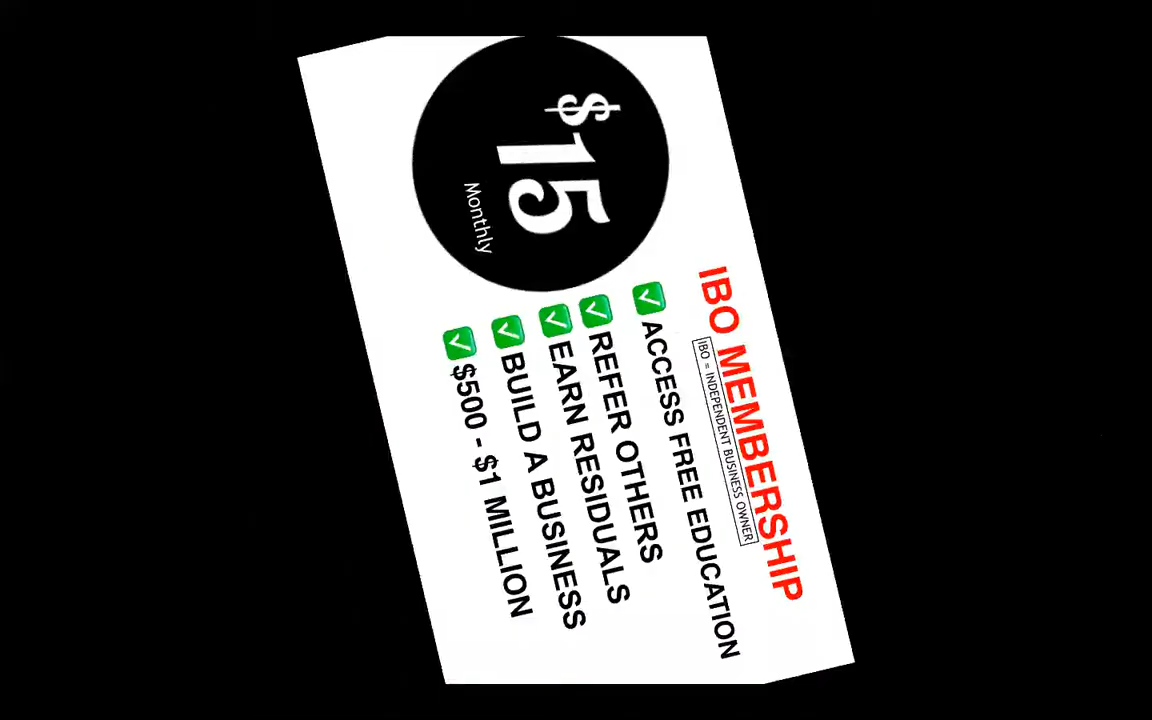 IBO MEMBERSHIP
IBO = INDEPENDENT BUSINESS OWNER
$15
Monthly
✅ ACCESS FREE EDUCATION
✅ REFER OTHERS
✅ EARN RESIDUALS
✅ BUILD A BUSINESS
✅ $500 - $1 MILLION